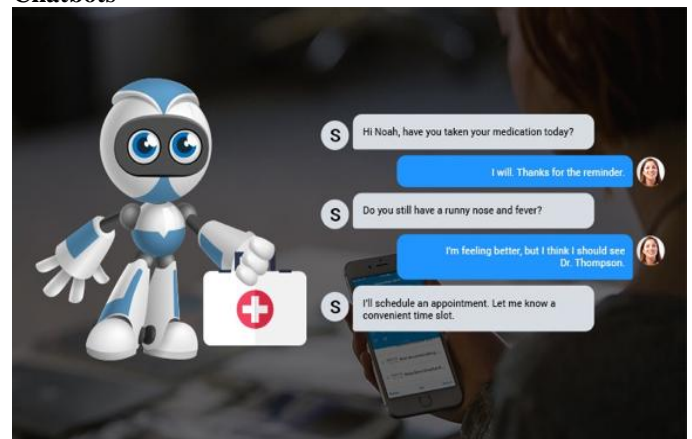 Chatbots
S
Hi Noah, have you taken your medication today?
I will. Thanks for the reminder.
S
Do you still have a runny nose and fever?
I'm feeling better, but I think I should see
Dr. Thompson.
S
I'll schedule an appointment. Let me know a
convenient time slot.